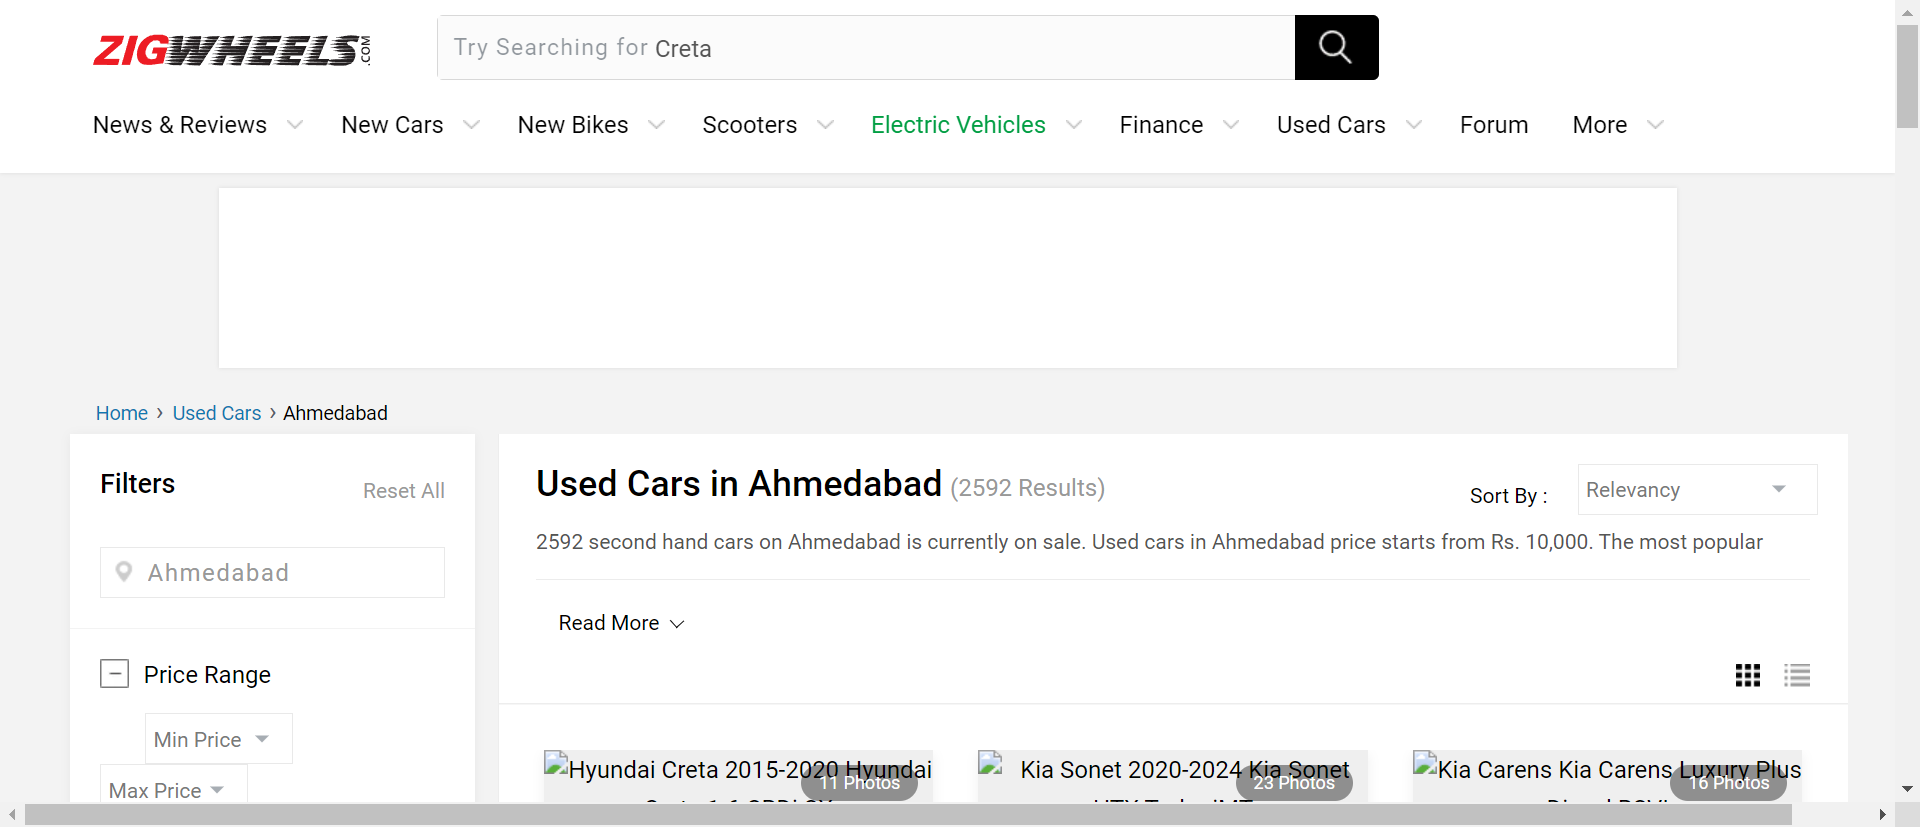 ZIGWHEELS.COM
Try Searching for Creta
News & Reviews New Cars New Bikes Scooters Electric Vehicles Finance Used Cars Forum More
Home › Used Cars › Ahmedabad
Filters
Reset All
Ahmedabad
Price Range
Min Price
Max Price
Used Cars in Ahmedabad (2592 Results)
Sort By :
Relevancy
2592 second hand cars on Ahmedabad is currently on sale. Used cars in Ahmedabad price starts from Rs. 10,000. The most popular
Read More
Hyundai Creta 2015-2020 Hyundai
11 Photos
Kia Sonet 2020-2024 Kia Sonet
23 Photos
Kia Carens Kia Carens Luxury Plus
16 Photos